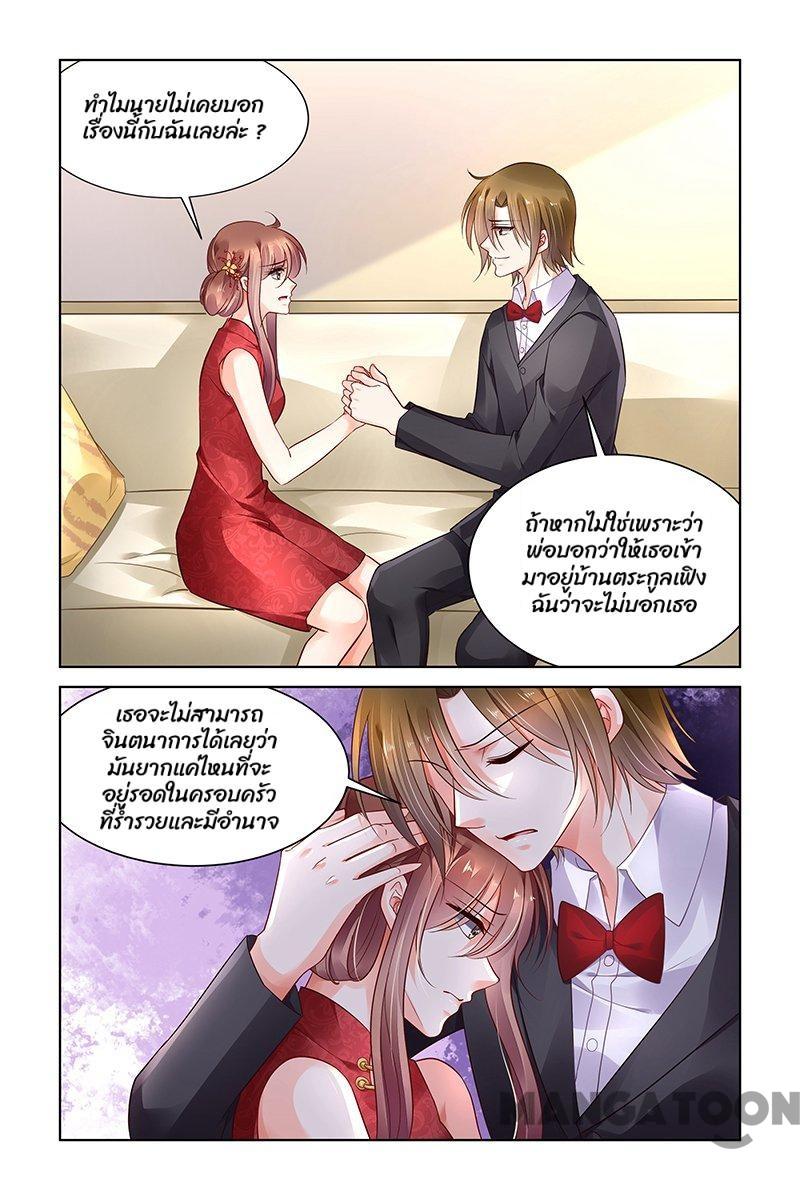 ทำไมนายไม่เคยบอก
เรื่องนี้กับฉันเลยล่ะ ?
ถ้าหากไม่ใช่เพราะว่า
พ่อบอกว่าให้เธอเข้า
มาอยู่บ้านตระกูลเฟิง
ฉันว่าจะไม่บอกเธอ
เธอจะไม่สามารถ
จินตนาการได้เลยว่า
มันยากแค่ไหนที่จะ
อยู่รอดในครอบครัว
ที่ร่ำรวยและมีอำนาจ
MANGATOON